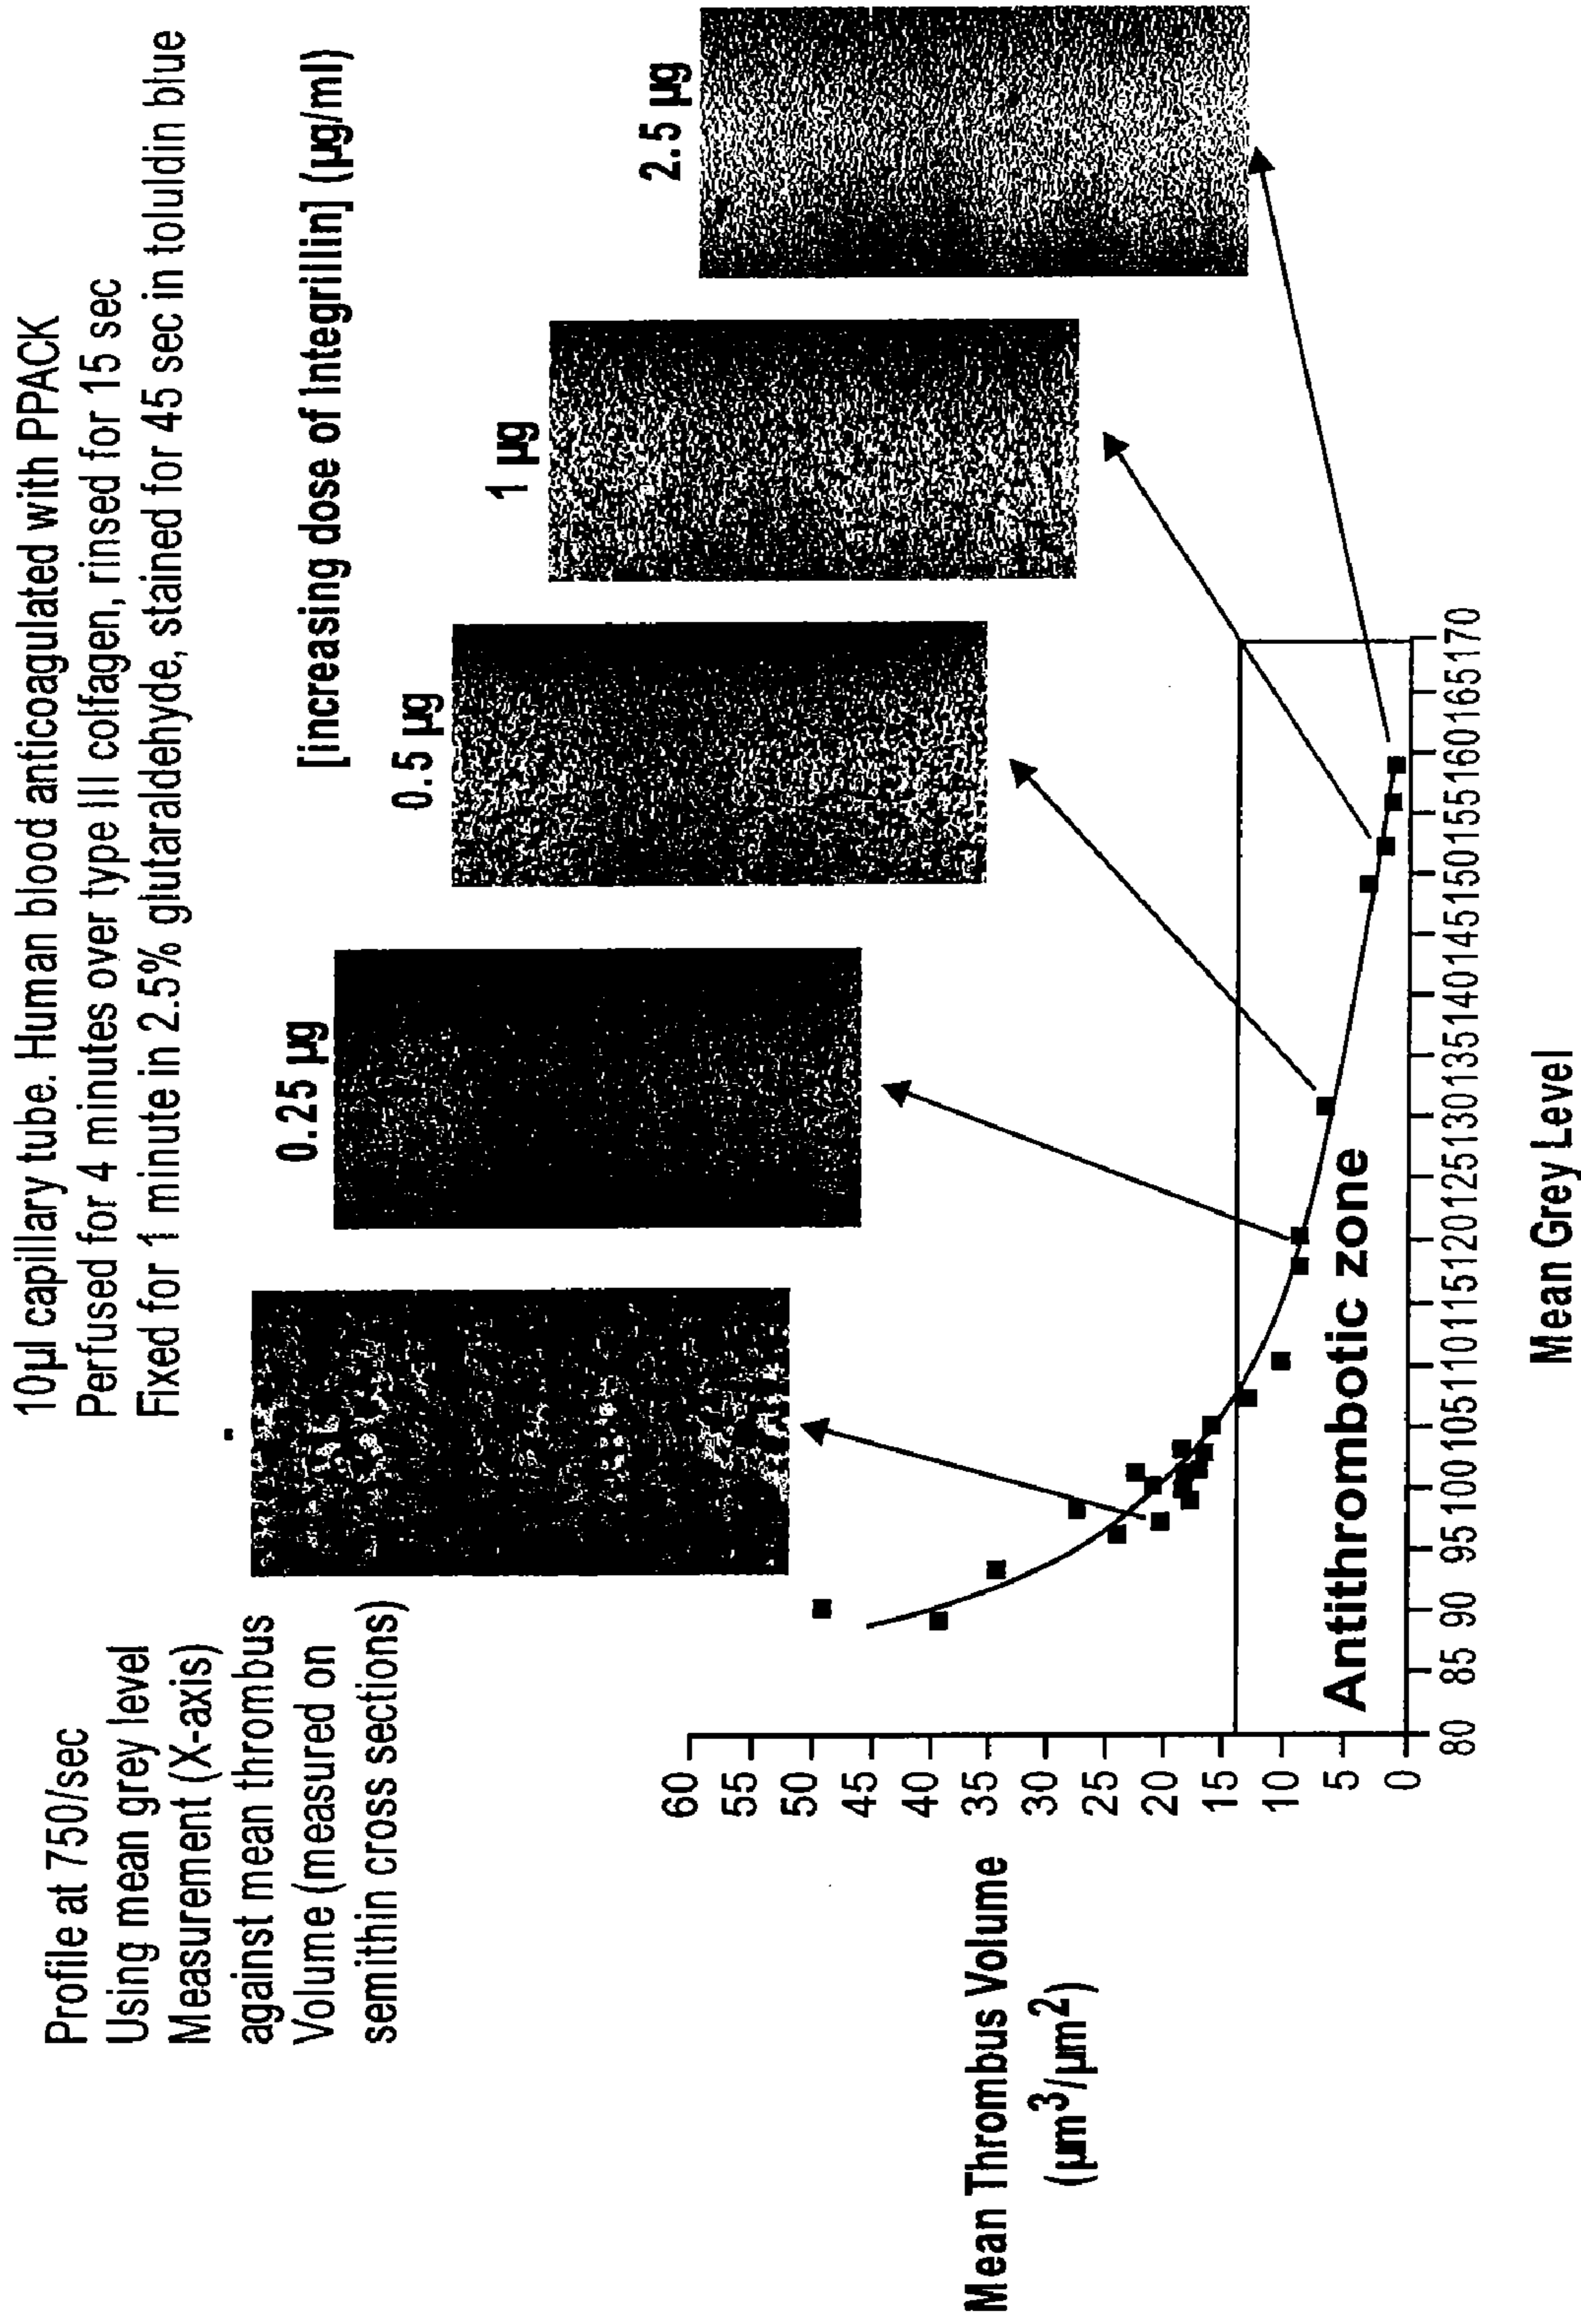 10µl capillary tube. Human blood anticoagulated with PPACK
Perfused for 4 minutes over type III colfagen, rinsed for 15 sec
Fixed for 1 minute in 2.5% glutaraldehyde, stained for 45 sec in toluldin blue
Profile at 750/sec
Using mean grey level
Measurement (X-axis)
against mean thrombus
Volume (measured on
semithin cross sections)
[increasing dose of Integrillin] (µg/ml)
-
0.25 µg
0.5 µg
1 µg
2.5 µg
Mean Thrombus Volume
(µm³/µm²)
60
55
50
45
40
35
30
25
20
15
10
5
0
Antithrombotic zone
80 85 90 95 100 105 110 115 120 125 130 135 140 145 150 155 160 165 170
Mean Grey Level